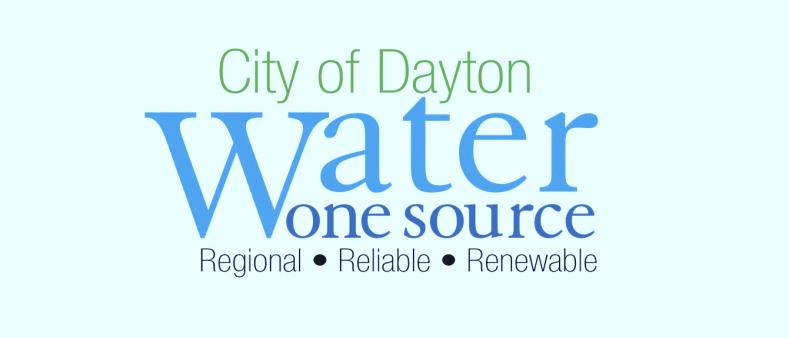 City of Dayton
Water
one source
Regional • Reliable • Renewable